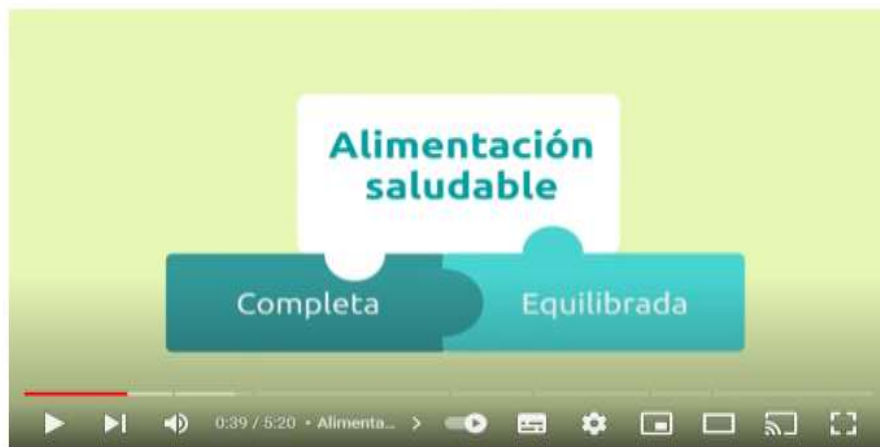 Alimentación
saludable
Completa Equilibrada
0:39 / 5:20 • Alimenta... >